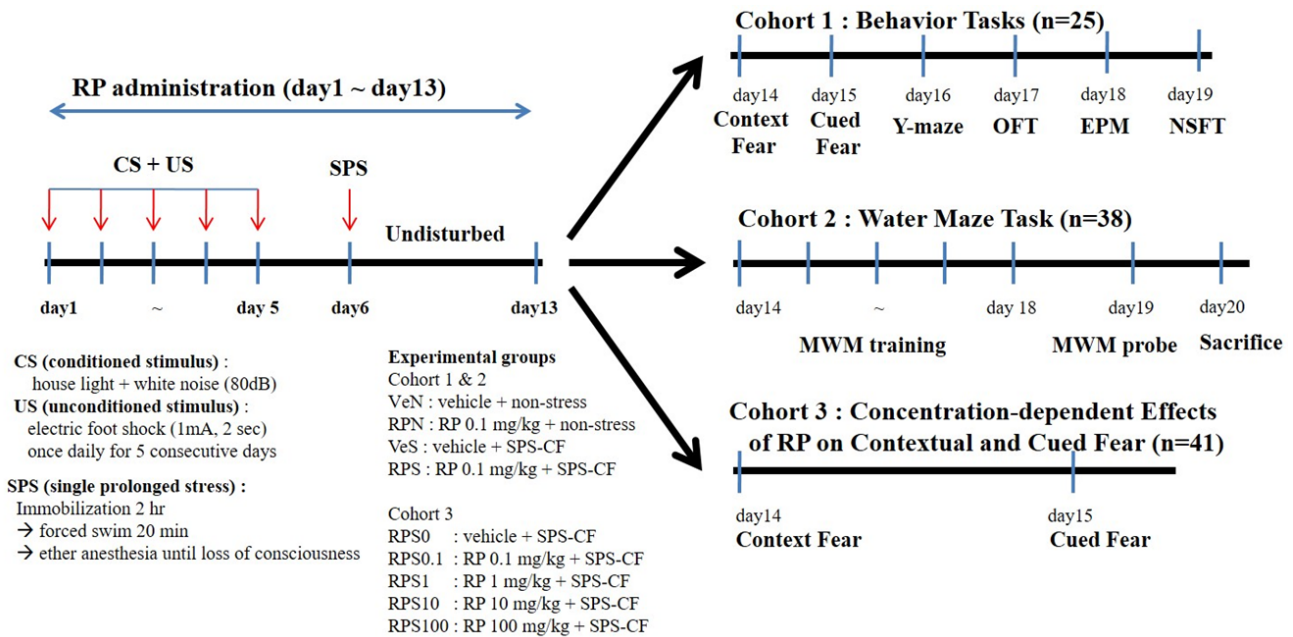 RP administration (day1 ~ day13)
CS + US
SPS
Undisturbed
day1
~
day 5
day6
day13
CS (conditioned stimulus) :
house light + white noise (80dB)
US (unconditioned stimulus) :
electric foot shock (1mA, 2 sec)
once daily for 5 consecutive days
SPS (single prolonged stress) :
Immobilization 2 hr
→ forced swim 20 min
→ ether anesthesia until loss of consciousness
Experimental groups
Cohort 1 & 2
VeN : vehicle + non-stress
RPN : RP 0.1 mg/kg + non-stress
VeS : vehicle + SPS-CF
RPS : RP 0.1 mg/kg + SPS-CF
Cohort 3
RPS0 : vehicle + SPS-CF
RPS0.1 : RP 0.1 mg/kg + SPS-CF
RPS1 : RP 1 mg/kg + SPS-CF
RPS10 : RP 10 mg/kg + SPS-CF
RPS100 : RP 100 mg/kg + SPS-CF
Cohort 1 : Behavior Tasks (n=25)
day14 day15 day16 day17 day18 day19
Context Cued Y-maze OFT EPM NSFT
Fear Fear
Cohort 2 : Water Maze Task (n=38)
day14 ~ day 18 day19 day20
MWM training MWM probe Sacrifice
Cohort 3 : Concentration-dependent Effects
of RP on Contextual and Cued Fear (n=41)
day14 day15
Context Fear Cued Fear